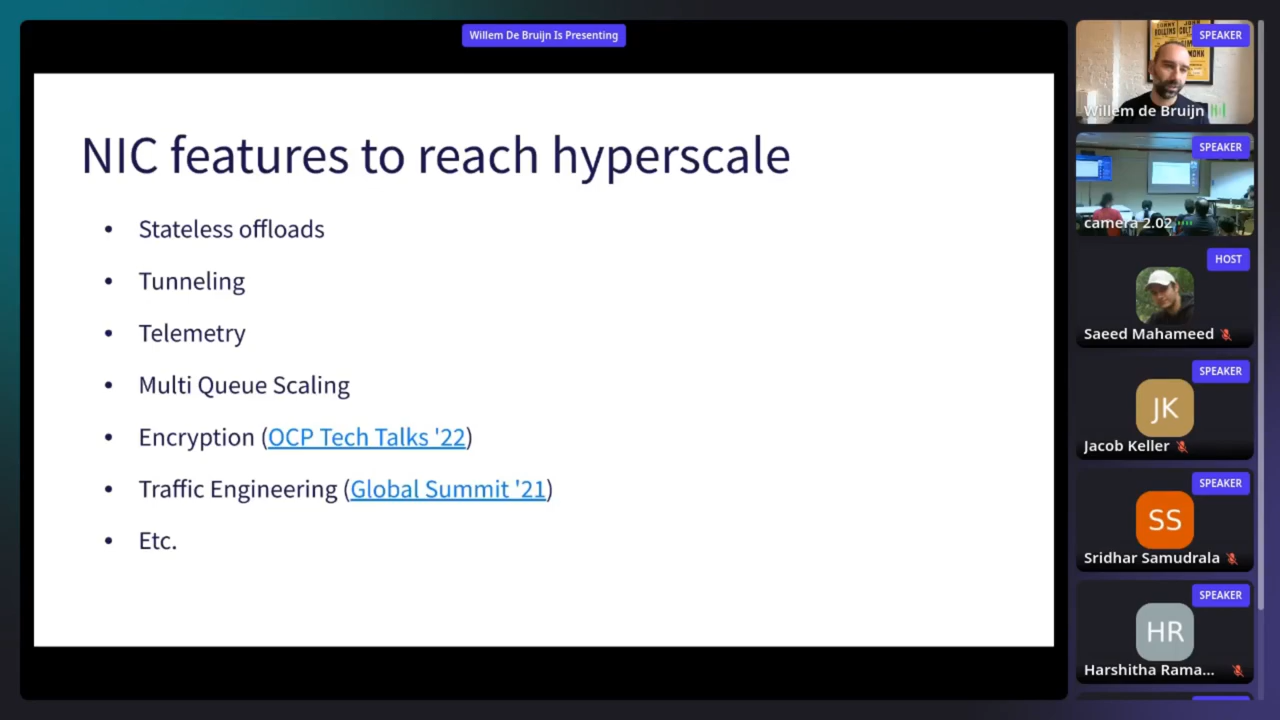 Willem De Bruijn Is Presenting
NIC features to reach hyperscale
• Stateless offloads
• Tunneling
• Telemetry
• Multi Queue Scaling
• Encryption (OCP Tech Talks '22)
• Traffic Engineering (Global Summit '21)
• Etc.
SPEAKER
Willem de Bruijn
SPEAKER
camera 2.02
HOST
Saeed Mahameed
SPEAKER
JK
Jacob Keller
SPEAKER
SS
Sridhar Samudrala
SPEAKER
HR
Harshitha Rama...